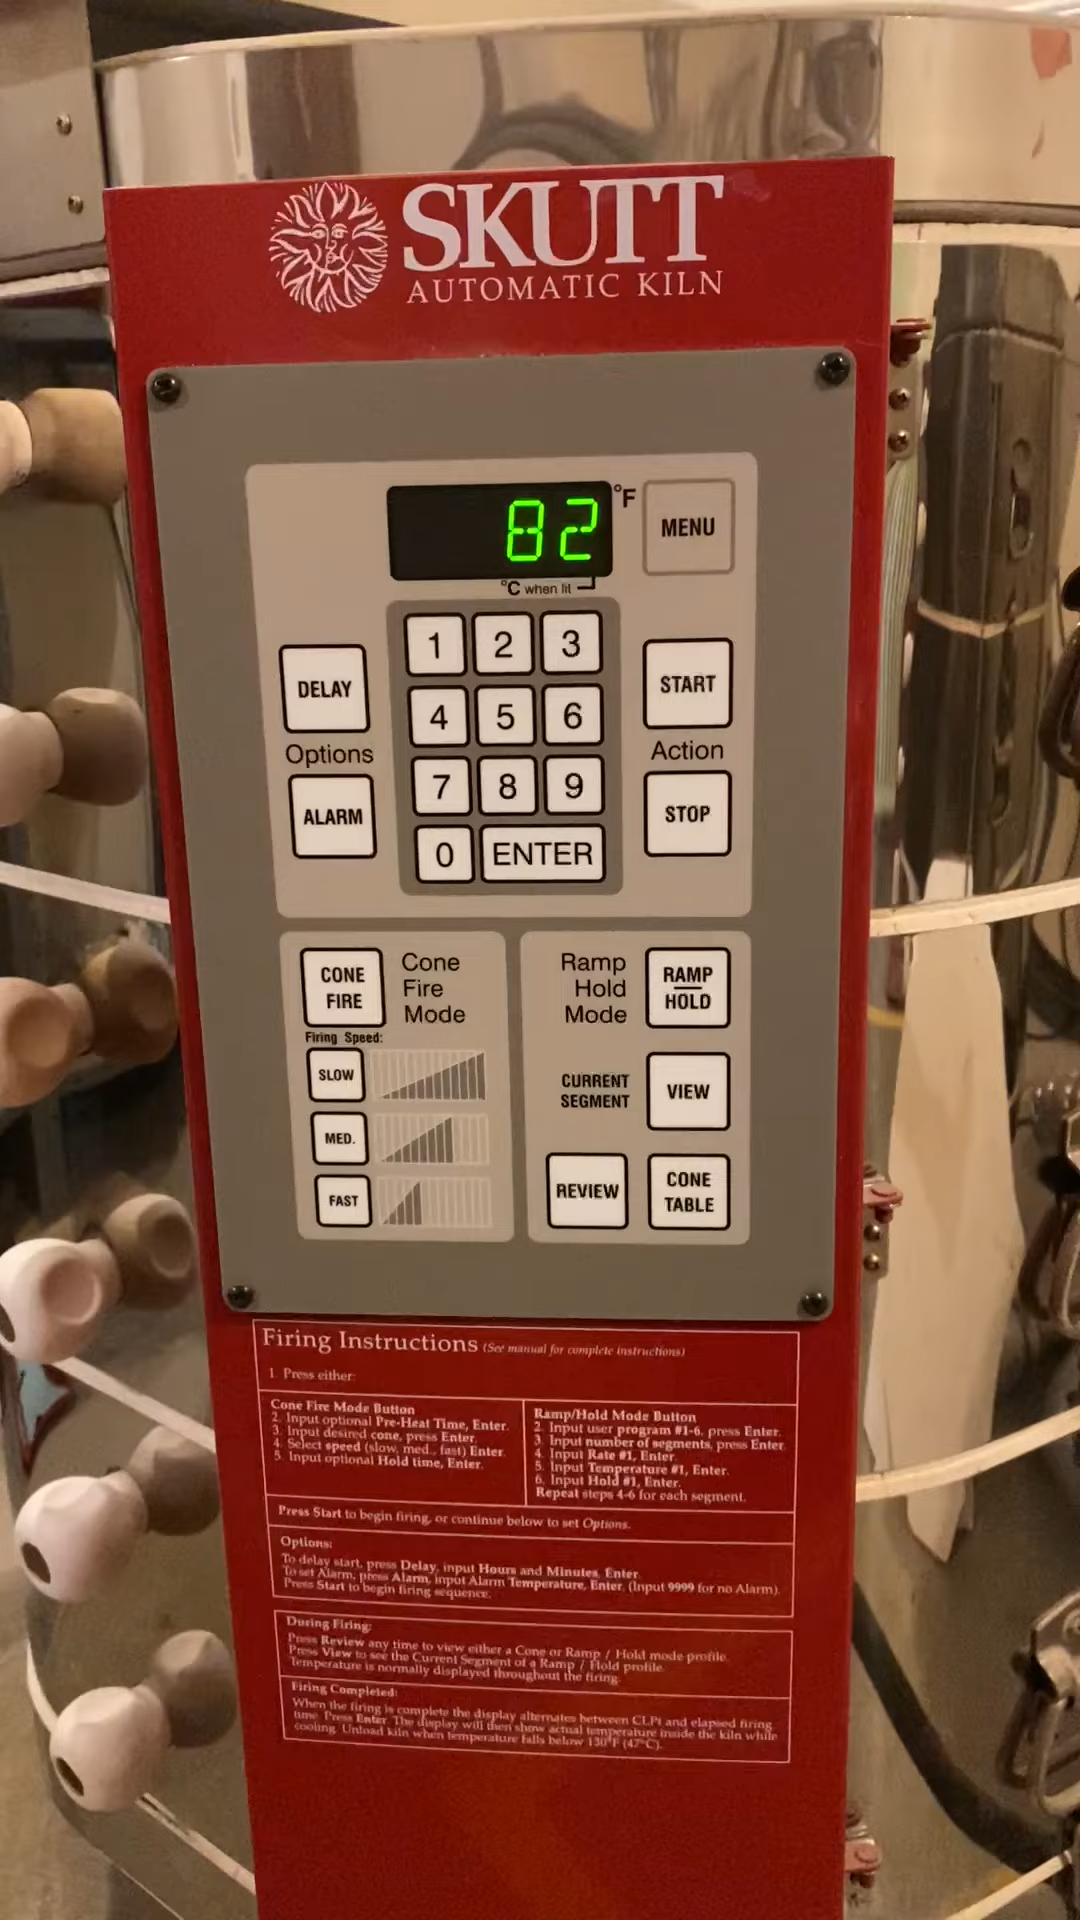 SKUTT
AUTOMATIC KILN
82
°F
MENU
°C when lit
1 2 3
4 5 6
7 8 9
0 ENTER
DELAY
Options
ALARM
START
Action
STOP
CONE
FIRE
Cone
Fire
Mode
Firing Speed:
SLOW
MED.
FAST
Ramp
Hold
Mode
RAMP
HOLD
CURRENT
SEGMENT
VIEW
REVIEW
CONE
TABLE
Firing Instructions (See manual for complete instructions)
1. Press either:
Cone Fire Mode Button
2. Input optional Pre-Heat Time, Enter.
3. Input desired cone, press Enter.
4. Select speed (slow, med., fast) Enter.
5. Input optional Hold time, Enter.
Ramp/Hold Mode Button
2. Input user program #1-6, press Enter.
3. Input number of segments, press Enter
4. Input Rate #1, Enter.
5. Input Temperature #1, Enter.
6. Input Hold #1, Enter.
Repeat steps 4-6 for each segment.
Press Start to begin firing, or continue below to set Options.
Options:
To delay start, press Delay, input Hours and Minutes, Enter.
To set Alarm, press Alarm, input Alarm Temperature, Enter. (Input 9999 for no Alarm).
Press Start to begin firing sequence.
During Firing:
Press Review any time to view either a Cone or Ramp / Hold mode profile.
Press View to see the Current Segment of a Ramp / Hold profile.
Temperature is normally displayed throughout the firing.
Firing Completed:
When the firing is complete the display alternates between CLPt and elapsed firing
time. Press Enter. The display will then show actual temperature inside the kiln while
cooling. Unload kiln when temperature falls below 130°F (47°C).